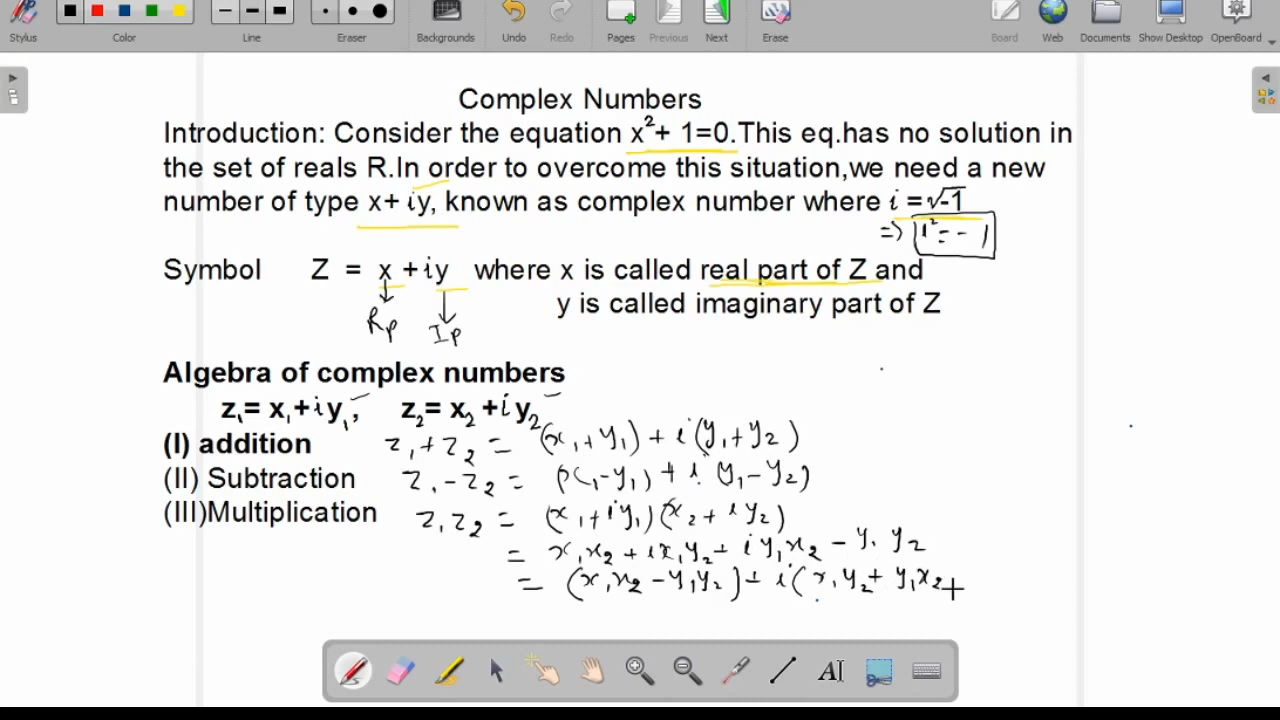 Stylus Color Line Eraser Backgrounds Undo Redo Pages Previous Next Erase Board Web Documents Show Desktop OpenBoard
Complex Numbers
Introduction: Consider the equation x²+ 1=0.This eq.has no solution in
the set of reals R.In order to overcome this situation,we need a new
number of type x+ iy, known as complex number where i =√-1
=> i² = - 1
Symbol Z = x + iy where x is called real part of Z and
y is called imaginary part of Z
Rp Ip
Algebra of complex numbers
z₁= x₁+iy₁, z₂= x₂ +iy₂
(I) addition z₁+z₂ = (x₁+y₁) + i(y₁+y₂)
(II) Subtraction z₁-z₂ = (x₁-y₁) + i(y₁-y₂)
(III)Multiplication z₁z₂ = (x₁+iy₁)(x₂+iy₂)
= x₁x₂ + ix₁y₂ + iy₁x₂ - y₁y₂
= (x₁x₂ - y₁y₂) + i(x₁y₂ + y₁x₂+
AI